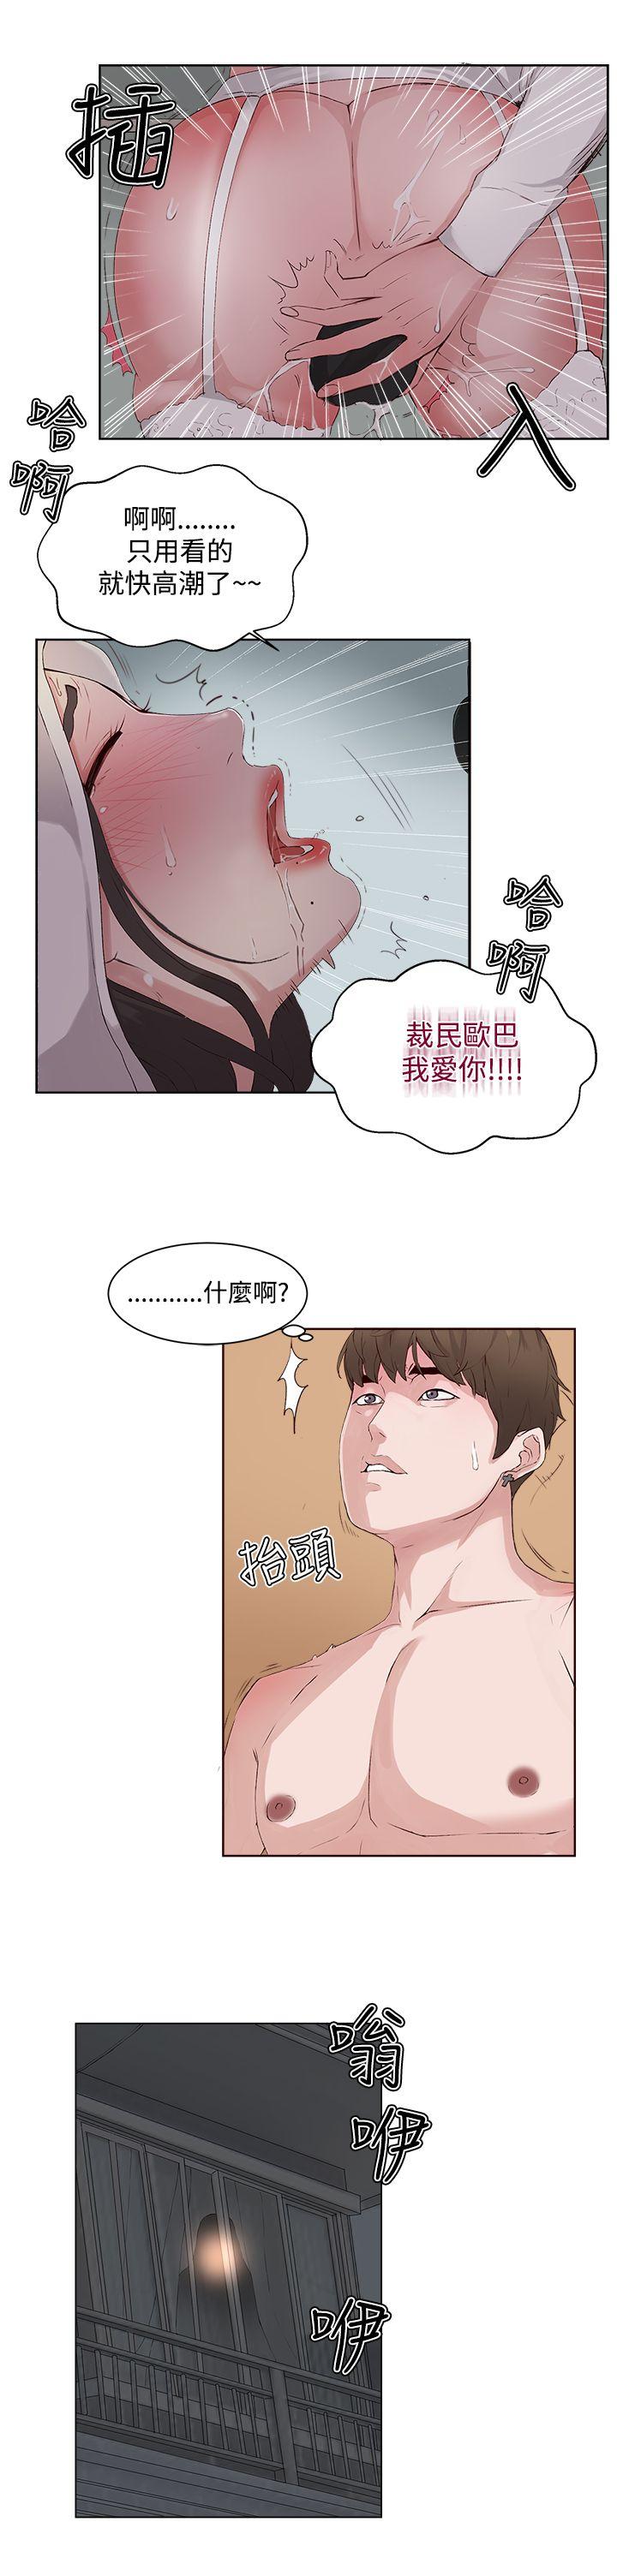 插
入
哈
啊
啊啊........
只用看的
就快高潮了~~
哈
啊
裁民歐巴
我愛你!!!!
...........什麼啊?
抬頭
嗡
咿
咿